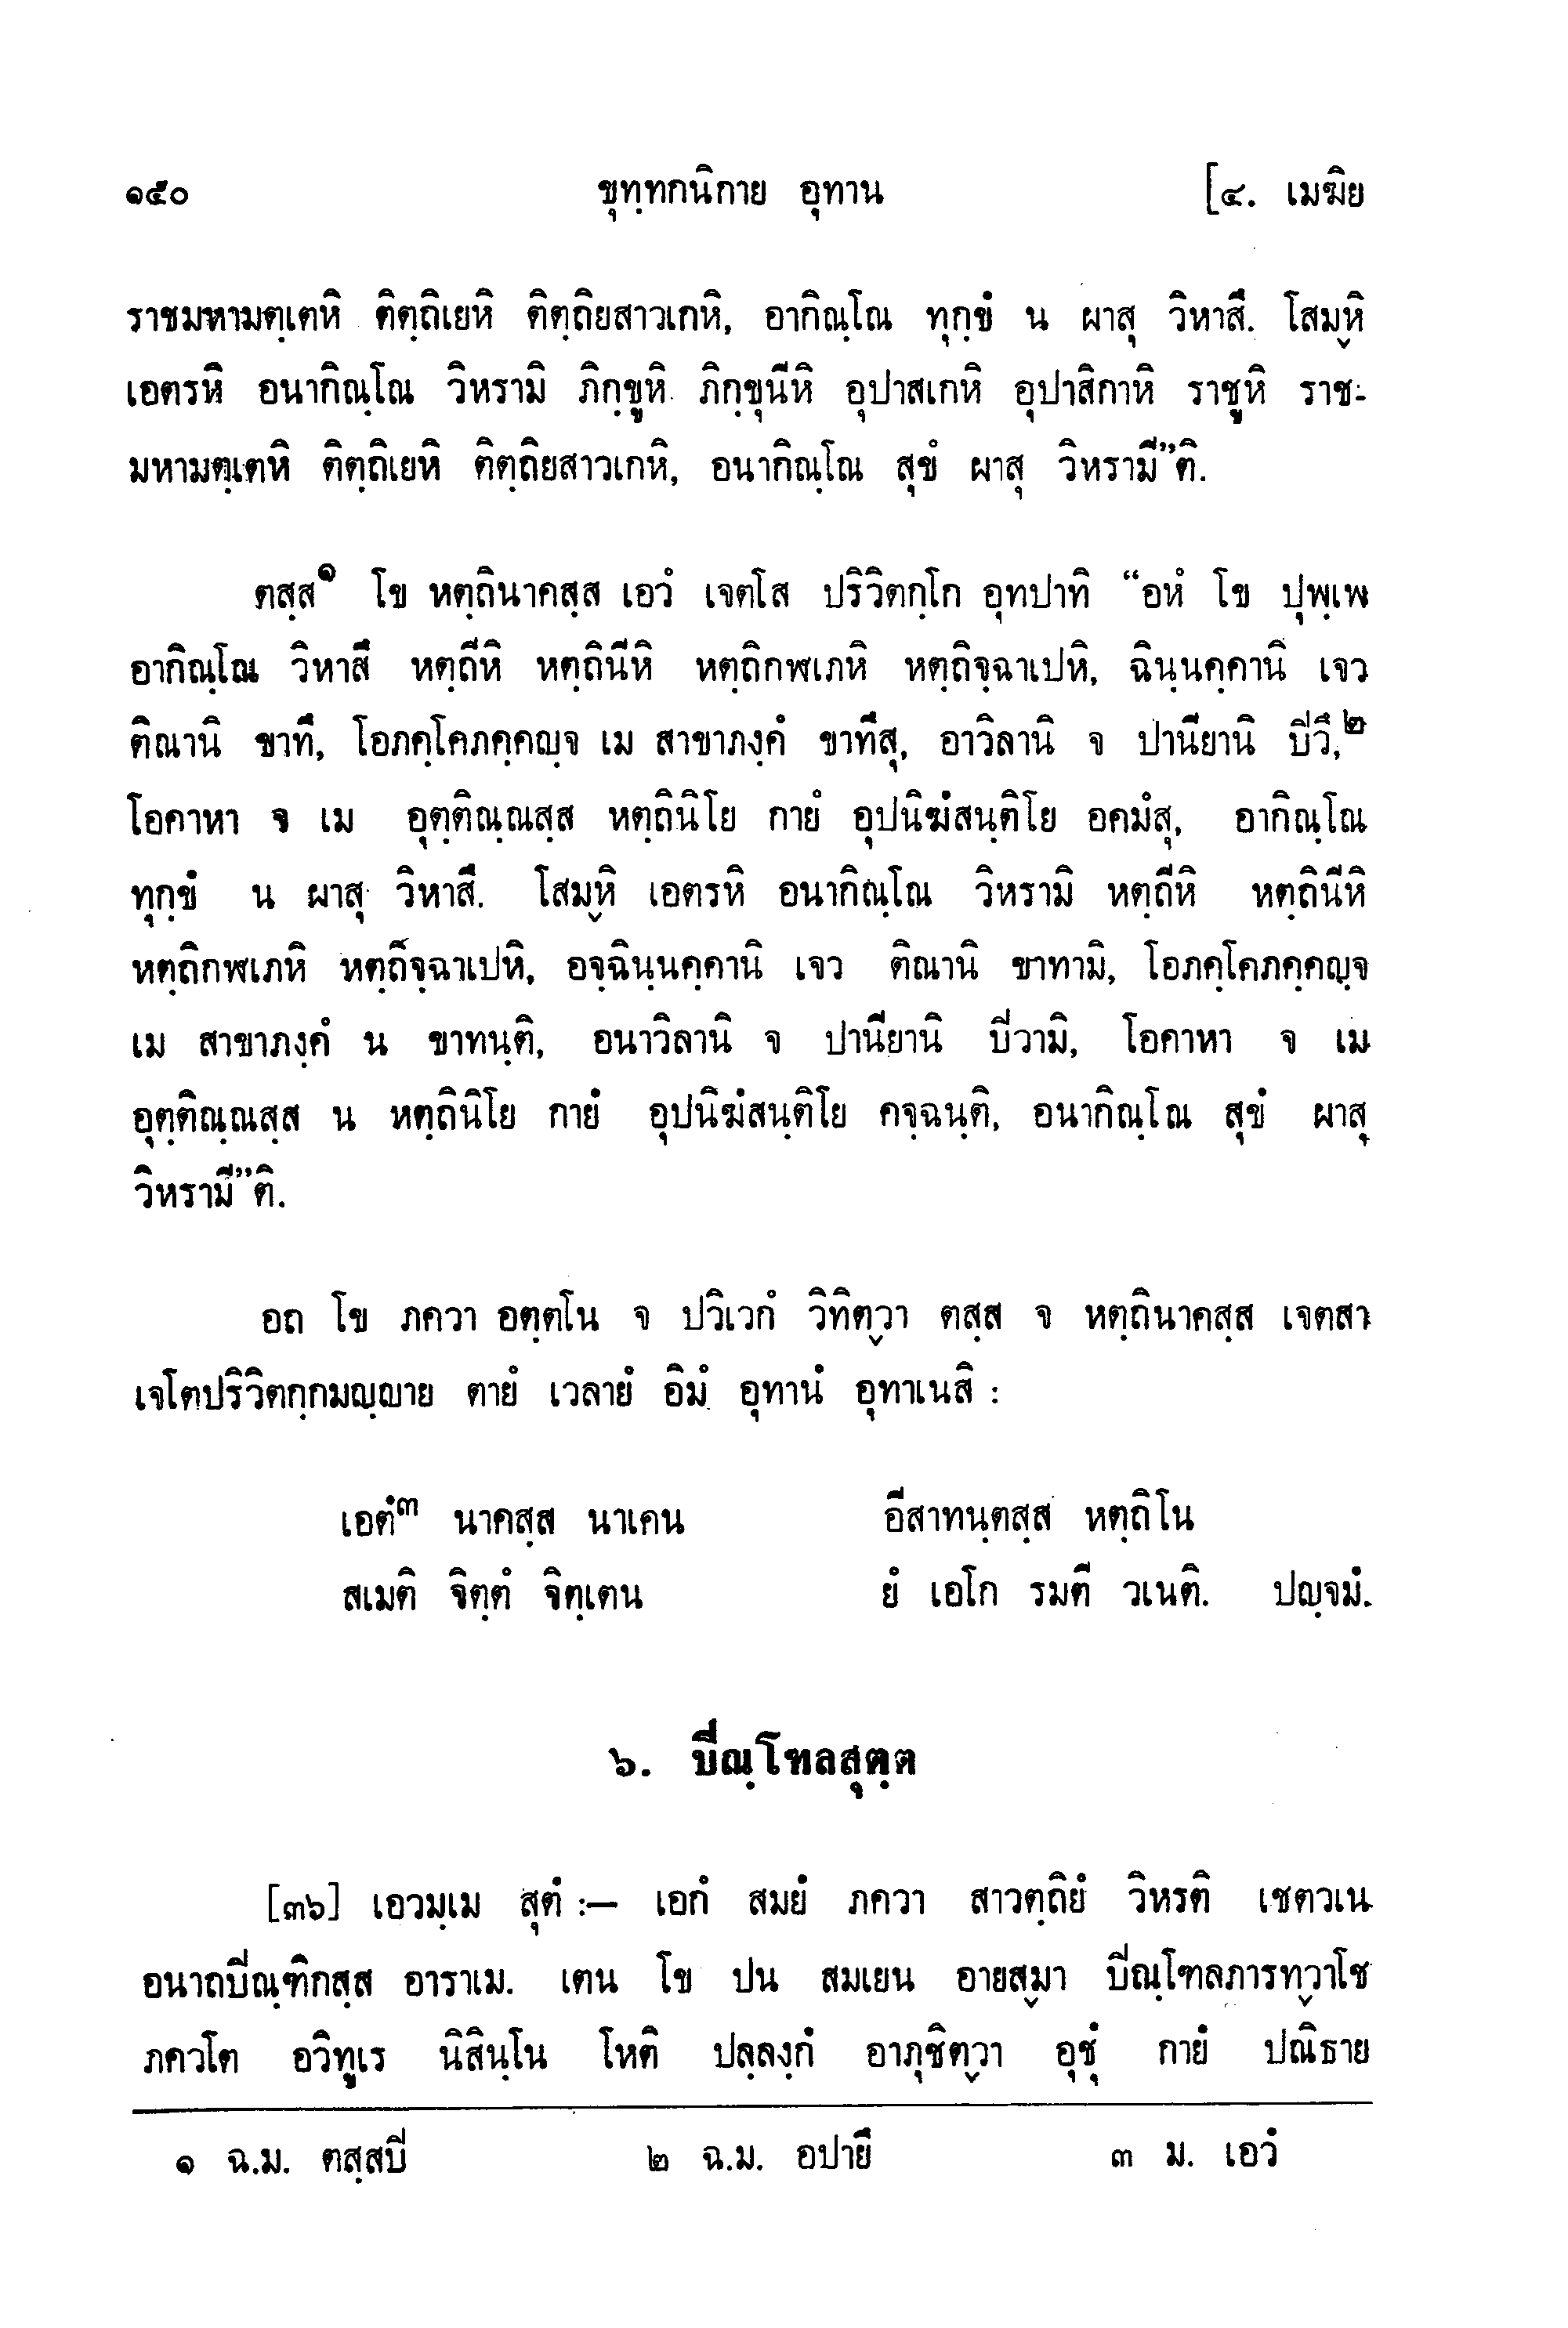 ๑๕๐ ขุทฺทกนิกาย อุทาน [๔. เมฆิย
ราชมหามตฺเตหิ ติตฺถิเยหิ ติตฺถิยสาวเกหิ, อากิณฺโณ ทุกฺขํ น ผาสุ วิหาสึ. โสมฺหิ
เอตรหิ อนากิณฺโณ วิหรามิ ภิกฺขูหิ ภิกฺขุนีหิ อุปาสเกหิ อุปาสิกาหิ ราชูหิ ราช-
มหามตฺเตหิ ติตฺถิเยหิ ติตฺถิยสาวเกหิ, อนากิณฺโณ สุขํ ผาสุ วิหรามี”ติ.
ตสฺส๑ โข หตฺถินาคสฺส เอวํ เจตโส ปริวิตกฺโก อุทปาทิ “อหํ โข ปุพฺเพ
อากิณฺโณ วิหาสึ หตฺถีหิ หตฺถินีหิ หตฺถิกฬเภหิ หตฺถิจฺฉาเปหิ, ฉินฺนคฺคานิ เจว
ติณานิ ขาทึ, โอภคฺโคภคฺคญฺจ เม สาขาภงฺคํ ขาทึสุ, อาวิลานิ จ ปานียานิ ปิวึ,๒
โอคาหา จ เม อุตฺติณฺณสฺส หตฺถินิโย กายํ อุปนิฆํสนฺติโย อคมํสุ, อากิณฺโณ
ทุกฺขํ น ผาสุ วิหาสึ. โสมฺหิ เอตรหิ อนากิณฺโณ วิหรามิ หตฺถีหิ หตฺถินีหิ
หตฺถิกฬเภหิ หตฺถิจฺฉาเปหิ, อจฺฉินฺนคฺคานิ เจว ติณานิ ขาทามิ, โอภคฺโคภคฺคญฺจ
เม สาขาภงฺคํ น ขาทนฺติ, อนาวิลานิ จ ปานียานิ ปิวามิ, โอคาหา จ เม
อุตฺติณฺณสฺส น หตฺถินิโย กายํ อุปนิฆํสนฺติโย คจฺฉนฺติ, อนากิณฺโณ สุขํ ผาสุ
วิหรามี”ติ.
อถ โข ภควา อตฺตโน จ ปวิเวกํ วิทิตฺวา ตสฺส จ หตฺถินาคสฺส เจตสา
เจโตปริวิตกฺกมญฺญาย ตายํ เวลายํ อิมํ อุทานํ อุทาเนสิ :
เอตํ๓ นาคสฺส นาเคน อีสาทนฺตสฺส หตฺถิโน
สเมติ จิตฺตํ จิตฺเตน ยํ เอโก รมตี วเนติ. ปญฺจมํ.
๖. ปิณฺโฑลสุตฺต
[๓๖] เอวมฺเม สุตํ :— เอกํ สมยํ ภควา สาวตฺถิยํ วิหรติ เชตวเน
อนาถปิณฺฑิกสฺส อาราเม. เตน โข ปน สมเยน อายสฺมา ปิณฺโฑลภารทฺวาโช
ภควโต อวิทูเร นิสินฺโน โหติ ปลฺลงฺกํ อาภุชิตฺวา อุชุํ กายํ ปณิธาย
๑ ฉ.ม. ตสฺสปิ ๒ ฉ.ม. อปายึ ๓ ม. เอวํ